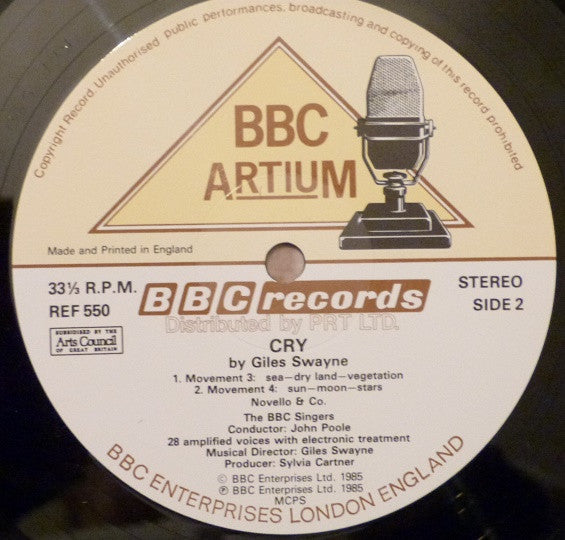 Copyright Record. Unauthorised public performances, broadcasting and copying of this record prohibited
BBC
ARTIUM
Made and Printed in England
33⅓ R.P.M.
REF 550
BBC records
STEREO
SIDE 2
Distributed by PRT LTD.
SUBSIDISED BY THE
Arts Council
OF GREAT BRITAIN
CRY
by Giles Swayne
1. Movement 3: sea—dry land—vegetation
2. Movement 4: sun—moon—stars
Novello & Co.
The BBC Singers
Conductor: John Poole
28 amplified voices with electronic treatment
Musical Director: Giles Swayne
Producer: Sylvia Cartner
© BBC Enterprises Ltd. 1985
℗ BBC Enterprises Ltd. 1985
MCPS
BBC ENTERPRISES LONDON ENGLAND